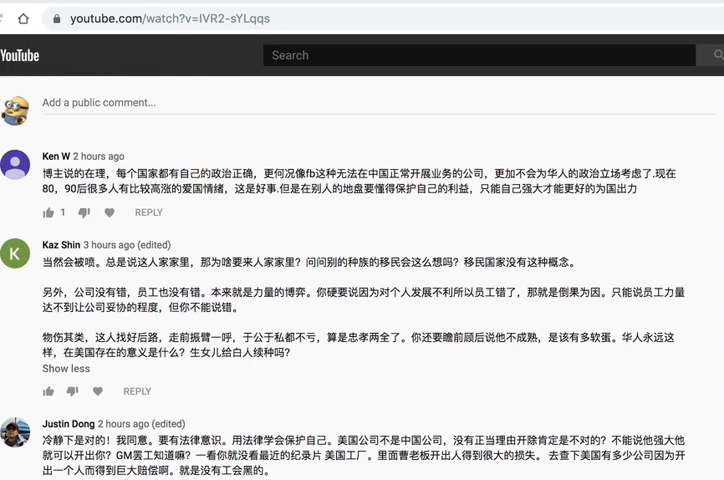 youtube.com/watch?v=IVR2-sYLqqs
YouTube
Search
Add a public comment...
Ken W 2 hours ago
博主说的在理，每个国家都有自己的政治正确，更何况像fb这种无法在中国正常开展业务的公司，更加不会为华人的政治立场考虑了.现在
80，90后很多人有比较高涨的爱国情绪，这是好事.但是在别人的地盘要懂得保护自己的利益，只能自己强大才能更好的为国出力
1 REPLY
K
Kaz Shin 3 hours ago (edited)
当然会被喷。总是说这人家家里，那为啥要来人家家里？问问别的种族的移民会这么想吗？移民国家没有这种概念。
另外，公司没有错，员工也没有错。本来就是力量的博弈。你硬要说因为对个人发展不利所以员工错了，那就是倒果为因。只能说员工力量
达不到让公司妥协的程度，但你不能说错。
物伤其类，这人找好后路，走前振臂一呼，于公于私都不亏，算是忠孝两全了。你还要瞻前顾后说他不成熟，是该有多软蛋。华人永远这
样，在美国存在的意义是什么？生女儿给白人续种吗？
Show less
REPLY
Justin Dong 2 hours ago (edited)
冷静下是对的！我同意。要有法律意识。用法律学会保护自己。美国公司不是中国公司，没有正当理由开除肯定是不对的？不能说他强大他
就可以开出你？GM罢工知道嘛？一看你就没看最近的纪录片 美国工厂。里面曹老板开出人得到很大的损失。 去查下美国有多少公司因为开
出一个人而得到巨大赔偿啊。就是没有工会黑的。